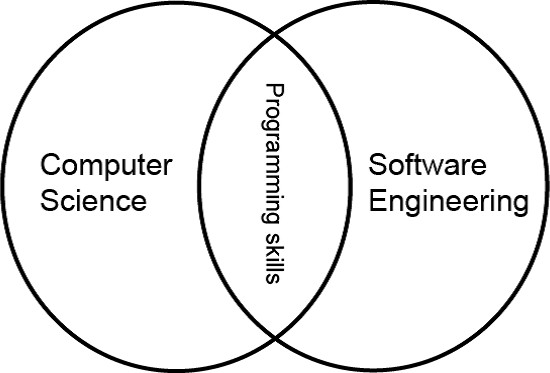 Computer
Science
Programming skills
Software
Engineering